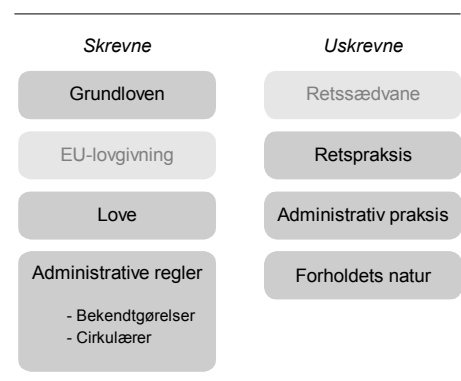 Skrevne
Grundloven
EU-lovgivning
Love
Administrative regler
- Bekendtgørelser
- Cirkulærer
Uskrevne
Retssædvane
Retspraksis
Administrativ praksis
Forholdets natur